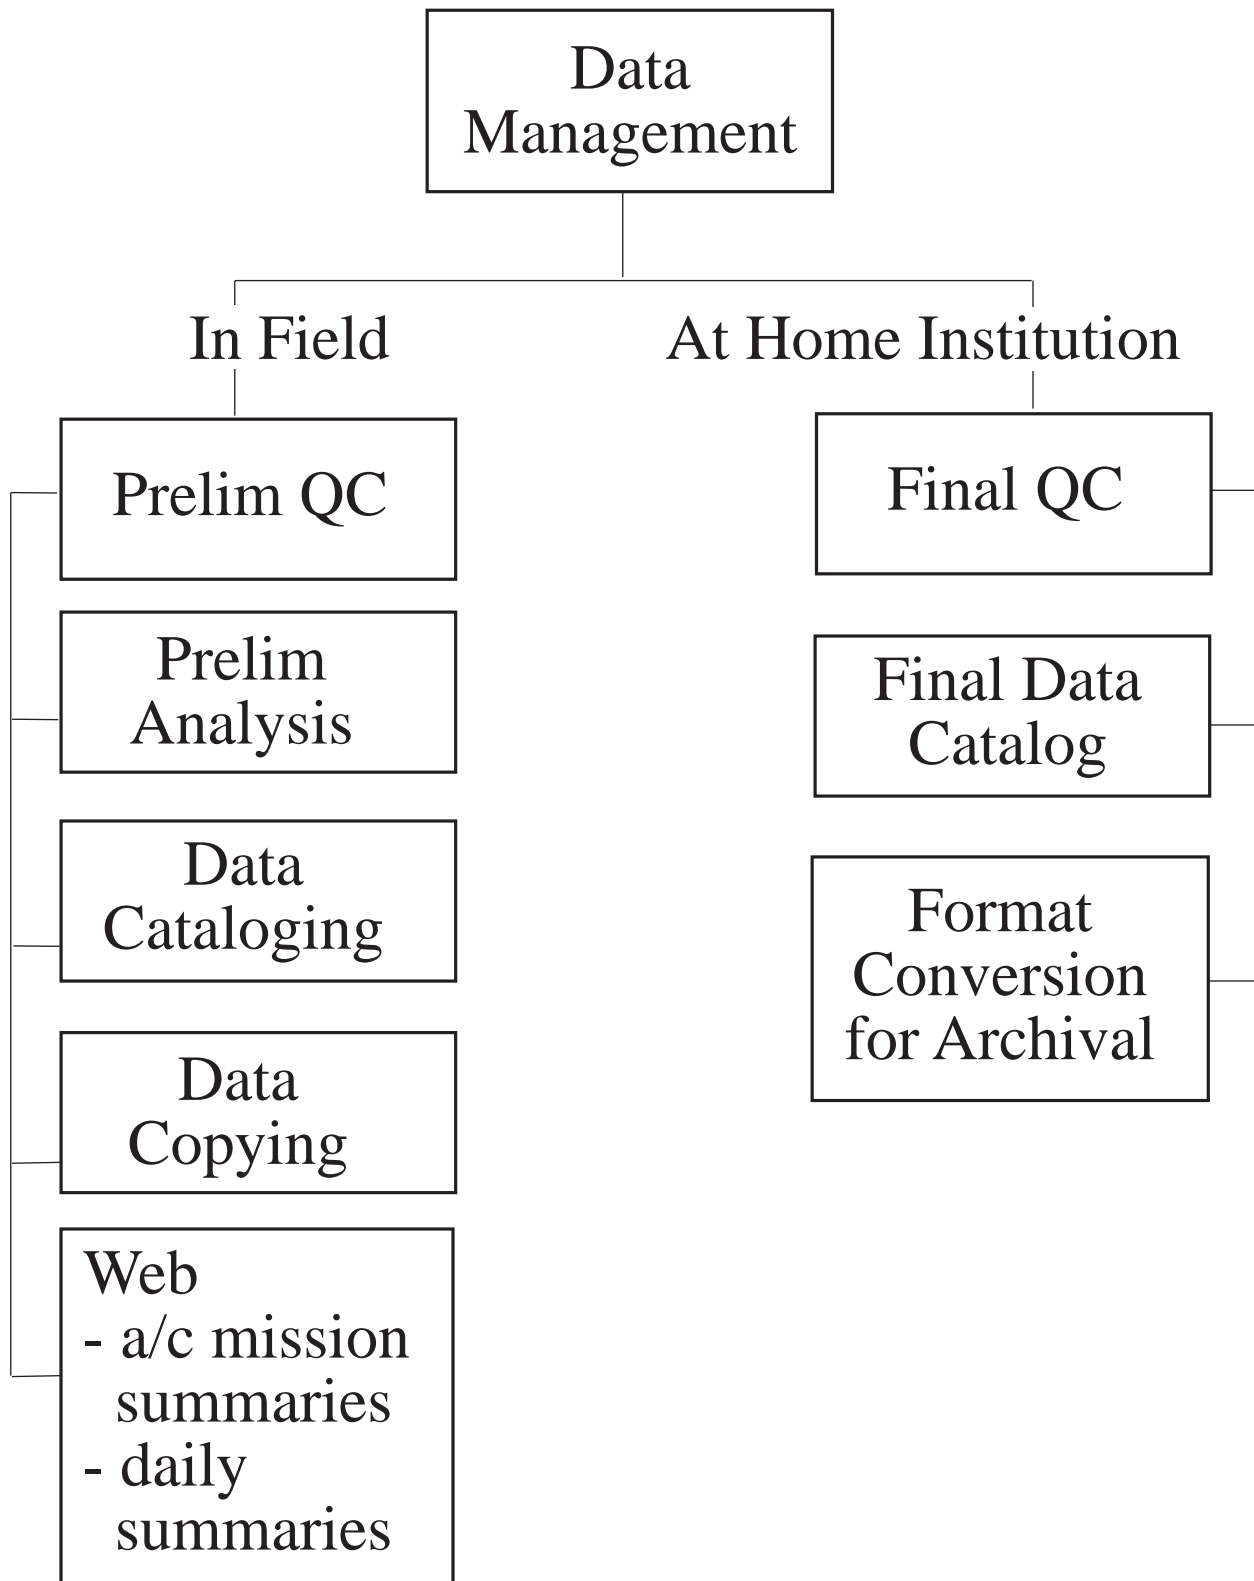 Data
Management
In Field
At Home Institution
Prelim QC
Prelim
Analysis
Data
Cataloging
Data
Copying
Web
- a/c mission
summaries
- daily
summaries
Final QC
Final Data
Catalog
Format
Conversion
for Archival